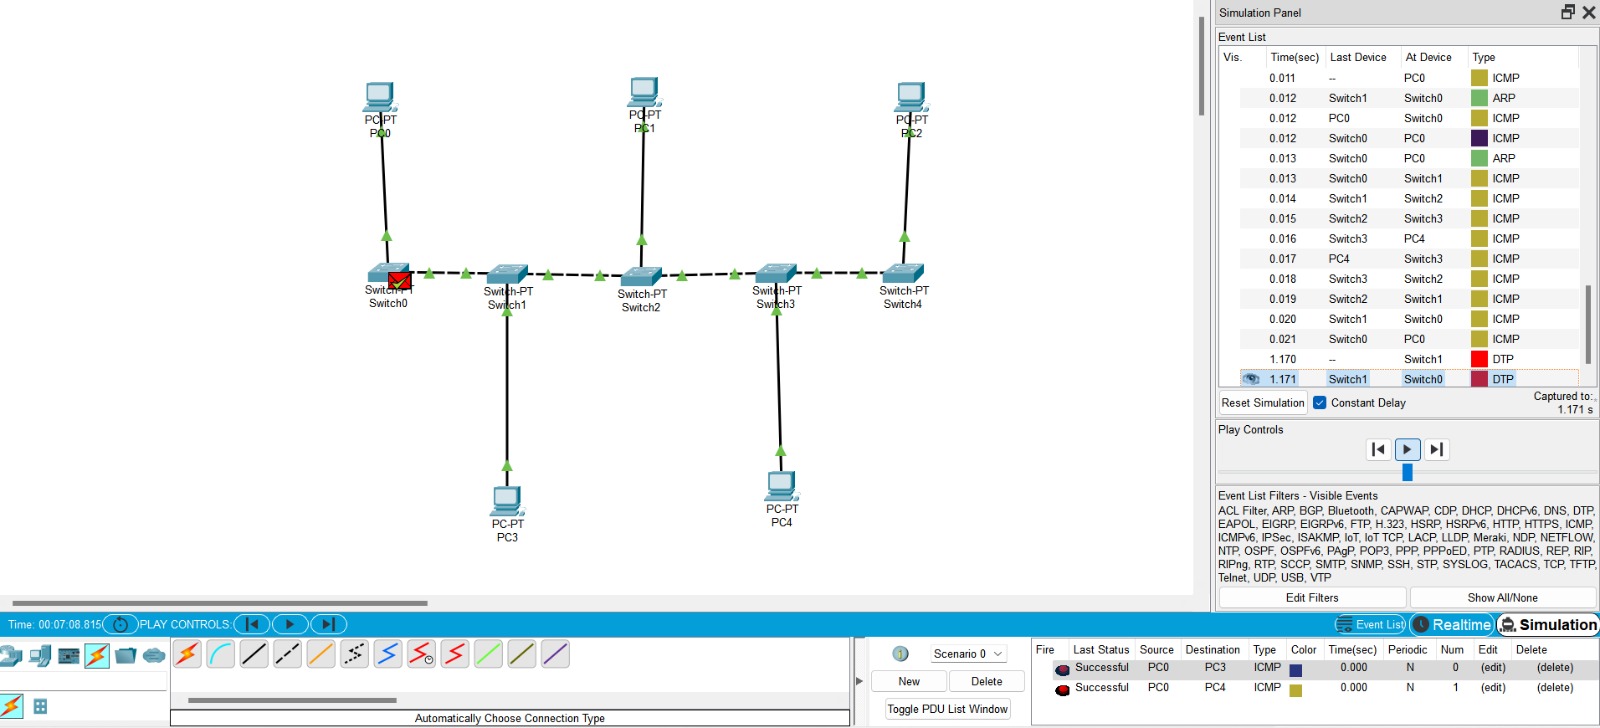 Simulation Panel
Event List
Vis. Time(sec) Last Device At Device Type
0.011 -- PC0 ICMP
0.012 Switch1 Switch0 ARP
0.012 PC0 Switch0 ICMP
0.012 Switch0 PC0 ICMP
0.013 Switch0 PC0 ARP
0.013 Switch0 Switch1 ICMP
0.014 Switch1 Switch2 ICMP
0.015 Switch2 Switch3 ICMP
0.016 Switch3 PC4 ICMP
0.017 PC4 Switch3 ICMP
0.018 Switch3 Switch2 ICMP
0.019 Switch2 Switch1 ICMP
0.020 Switch1 Switch0 ICMP
0.021 Switch0 PC0 ICMP
1.170 -- Switch1 DTP
1.171 Switch1 Switch0 DTP
Reset Simulation Constant Delay Captured to:
1.171 s
Play Controls
Event List Filters - Visible Events
ACL Filter, ARP, BGP, Bluetooth, CAPWAP, CDP, DHCP, DHCPv6, DNS, DTP,
EAPOL, EIGRP, EIGRPv6, FTP, H.323, HSRP, HSRPv6, HTTP, HTTPS, ICMP,
ICMPv6, IPSec, ISAKMP, IoT, IoT TCP, LACP, LLDP, Meraki, NDP, NETFLOW,
NTP, OSPF, OSPFv6, PAgP, POP3, PPP, PPPoED, PTP, RADIUS, REP, RIP,
RIPng, RTP, SCCP, SMTP, SNMP, SSH, STP, SYSLOG, TACACS, TCP, TFTP,
Telnet, UDP, USB, VTP
Edit Filters Show All/None
PC-PT
PC0
PC-PT
PC1
PC-PT
PC2
Switch-PT
Switch0
Switch-PT
Switch1
Switch-PT
Switch2
Switch-PT
Switch3
Switch-PT
Switch4
PC-PT
PC3
PC-PT
PC4
Time: 00:07:08.815 PLAY CONTROLS: Event List Realtime Simulation
Automatically Choose Connection Type
Scenario 0
New Delete
Toggle PDU List Window
Fire Last Status Source Destination Type Color Time(sec) Periodic Num Edit Delete
Successful PC0 PC3 ICMP 0.000 N 0 (edit) (delete)
Successful PC0 PC4 ICMP 0.000 N 1 (edit) (delete)